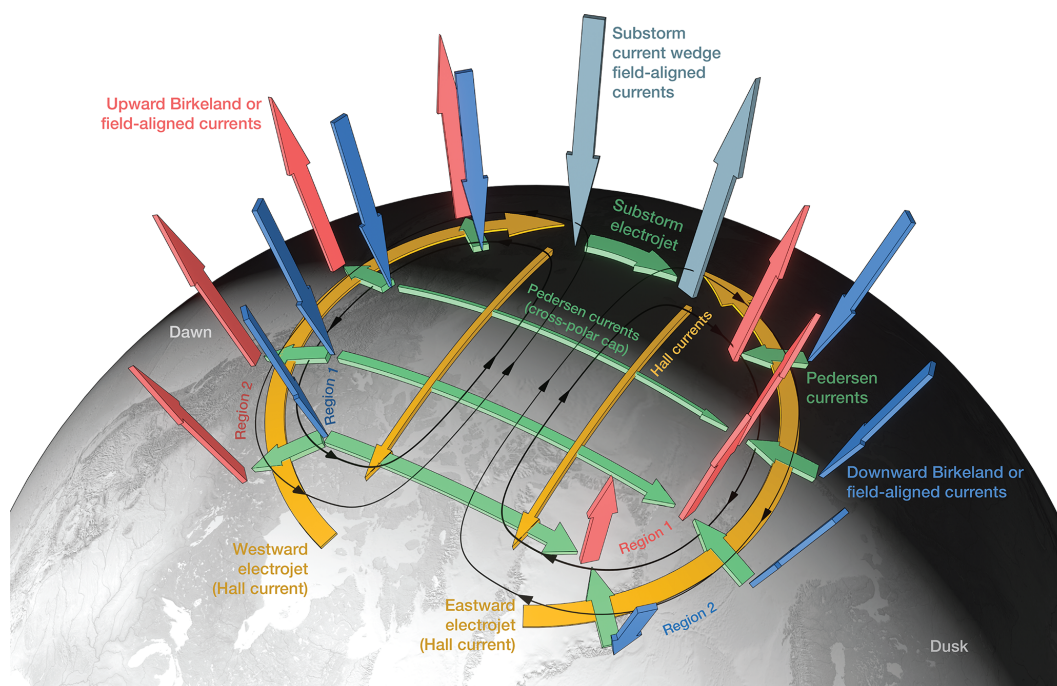 Substorm
current wedge
field-aligned
currents
Upward Birkeland or
field-aligned currents
Substorm
electrojet
Pedersen currents
(cross-polar cap)
Hall currents
Dawn
Region 2
Region 1
Pedersen
currents
Downward Birkeland or
field-aligned currents
Region 1
Westward
electrojet
(Hall current)
Eastward
electrojet
(Hall current)
Region 2
Dusk